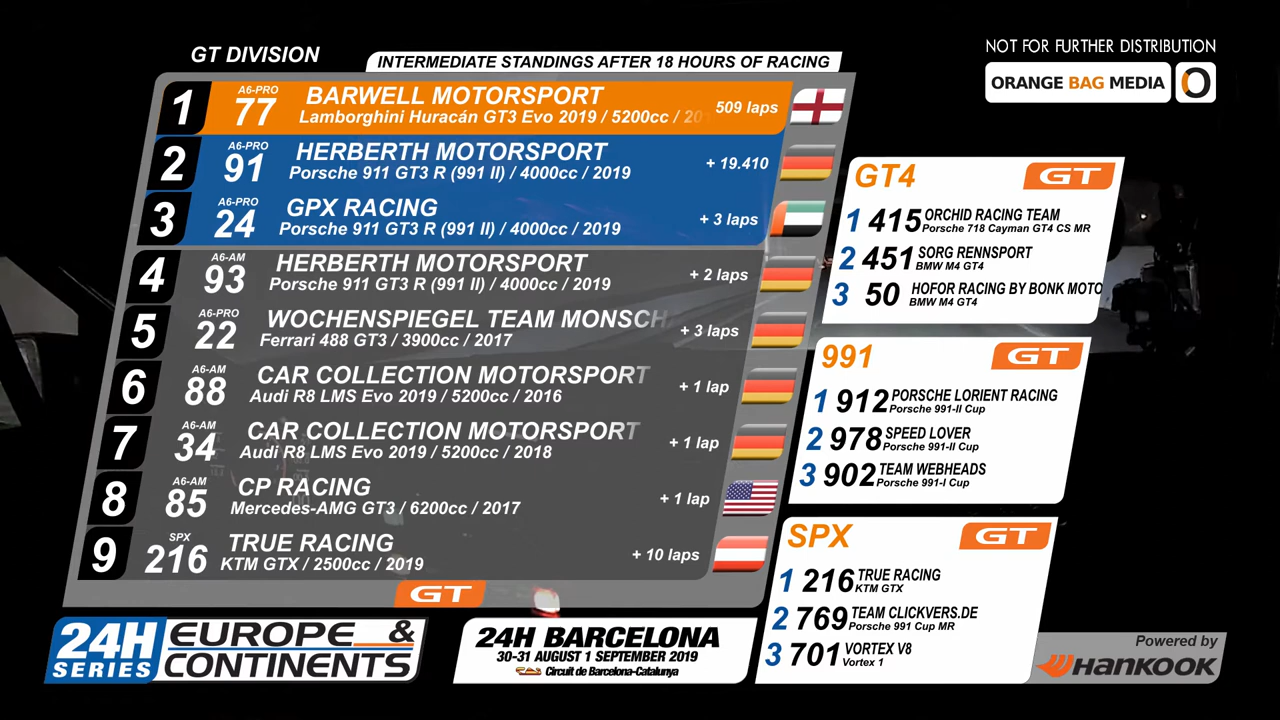 GT DIVISION
INTERMEDIATE STANDINGS AFTER 18 HOURS OF RACING
NOT FOR FURTHER DISTRIBUTION
ORANGE BAG MEDIA
1 A6-PRO 77 BARWELL MOTORSPORT 509 laps
Lamborghini Huracán GT3 Evo 2019 / 5200cc / 201
2 A6-PRO 91 HERBERTH MOTORSPORT + 19.410
Porsche 911 GT3 R (991 II) / 4000cc / 2019
3 A6-PRO 24 GPX RACING + 3 laps
Porsche 911 GT3 R (991 II) / 4000cc / 2019
4 A6-AM 93 HERBERTH MOTORSPORT + 2 laps
Porsche 911 GT3 R (991 II) / 4000cc / 2019
5 A6-PRO 22 WOCHENSPIEGEL TEAM MONSCH + 3 laps
Ferrari 488 GT3 / 3900cc / 2017
6 A6-AM 88 CAR COLLECTION MOTORSPORT + 1 lap
Audi R8 LMS Evo 2019 / 5200cc / 2016
7 A6-AM 34 CAR COLLECTION MOTORSPORT + 1 lap
Audi R8 LMS Evo 2019 / 5200cc / 2018
8 A6-AM 85 CP RACING + 1 lap
Mercedes-AMG GT3 / 6200cc / 2017
9 SPX 216 TRUE RACING + 10 laps
KTM GTX / 2500cc / 2019
GT
GT4 GT
1 415 ORCHID RACING TEAM
Porsche 718 Cayman GT4 CS MR
2 451 SORG RENNSPORT
BMW M4 GT4
3 50 HOFOR RACING BY BONK MOTO
BMW M4 GT4
991 GT
1 912 PORSCHE LORIENT RACING
Porsche 991-II Cup
2 978 SPEED LOVER
Porsche 991-II Cup
3 902 TEAM WEBHEADS
Porsche 991-I Cup
SPX GT
1 216 TRUE RACING
KTM GTX
2 769 TEAM CLICKVERS.DE
Porsche 991 Cup MR
3 701 VORTEX V8
Vortex 1
24H SERIES
EUROPE &
CONTINENTS
24H BARCELONA
30-31 AUGUST 1 SEPTEMBER 2019
Circuit de Barcelona-Catalunya
Powered by
HANKOOK